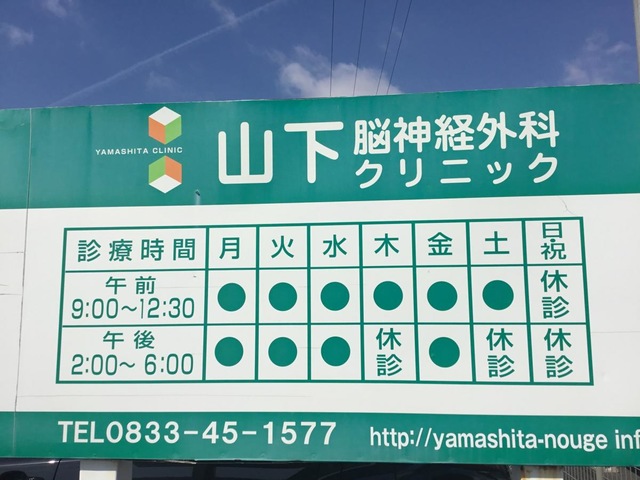 YAMASHITA CLINIC
山下脳神経外科クリニック
診療時間 月 火 水 木 金 土 日・祝
午前 9:00～12:30 ● ● ● ● ● ● 休診
午後 2:00～6:00 ● ● ● 休診 ● 休診 休診
TEL0833-45-1577 http://yamashita-nouge inf